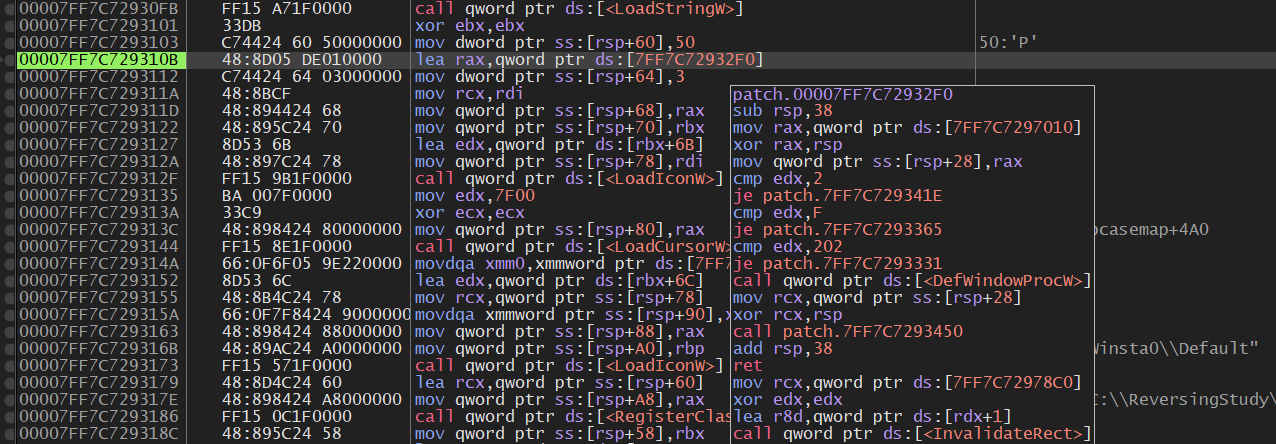 00007FF7C72930FB FF15 A71F0000 call qword ptr ds:[<LoadStringW>]
00007FF7C7293101 33DB xor ebx,ebx
00007FF7C7293103 C74424 60 50000000 mov dword ptr ss:[rsp+60],50 50:'P'
00007FF7C729310B 48:8D05 DE010000 lea rax,qword ptr ds:[7FF7C72932F0]
00007FF7C7293112 C74424 64 03000000 mov dword ptr ss:[rsp+64],3
00007FF7C729311A 48:8BCF mov rcx,rdi patch.00007FF7C72932F0
00007FF7C729311D 48:894424 68 mov qword ptr ss:[rsp+68],rax sub rsp,38
00007FF7C7293122 48:895C24 70 mov qword ptr ss:[rsp+70],rbx mov rax,qword ptr ds:[7FF7C7297010]
00007FF7C7293127 8D53 6B lea edx,qword ptr ds:[rbx+6B] xor rax,rsp
00007FF7C729312A 48:897C24 78 mov qword ptr ss:[rsp+78],rdi mov qword ptr ss:[rsp+28],rax
00007FF7C729312F FF15 9B1F0000 call qword ptr ds:[<LoadIconW>] cmp edx,2
00007FF7C7293135 BA 007F0000 mov edx,7F00 je patch.7FF7C729341E
00007FF7C729313A 33C9 xor ecx,ecx cmp edx,F
00007FF7C729313C 48:898424 80000000 mov qword ptr ss:[rsp+80],rax je patch.7FF7C7293365 ocasemap+4A0
00007FF7C7293144 FF15 8E1F0000 call qword ptr ds:[<LoadCursorW> cmp edx,202
00007FF7C729314A 66:0F6F05 9E220000 movdqa xmm0,xmmword ptr ds:[7FF7 je patch.7FF7C7293331
00007FF7C7293152 8D53 6C lea edx,qword ptr ds:[rbx+6C] call qword ptr ds:[<DefWindowProcW>]
00007FF7C7293155 48:8B4C24 78 mov rcx,qword ptr ss:[rsp+78] mov rcx,qword ptr ss:[rsp+28]
00007FF7C729315A 66:0F7F8424 9000000 movdqa xmmword ptr ss:[rsp+90], xor rcx,rsp
00007FF7C7293163 48:898424 88000000 mov qword ptr ss:[rsp+88],rax call patch.7FF7C7293450
00007FF7C729316B 48:89AC24 A0000000 mov qword ptr ss:[rsp+A0],rbp add rsp,38 Winsta0\\Default"
00007FF7C7293173 FF15 571F0000 call qword ptr ds:[<LoadIconW>] ret
00007FF7C7293179 48:8D4C24 60 lea rcx,qword ptr ss:[rsp+60] mov rcx,qword ptr ds:[7FF7C72978C0]
00007FF7C729317E 48:898424 A8000000 mov qword ptr ss:[rsp+A8],rax xor edx,edx C:\\ReversingStudy\
00007FF7C7293186 FF15 0C1F0000 call qword ptr ds:[<RegisterClas lea r8d,qword ptr ds:[rdx+1]
00007FF7C729318C 48:895C24 58 mov qword ptr ss:[rsp+58],rbx call qword ptr ds:[<InvalidateRect>]